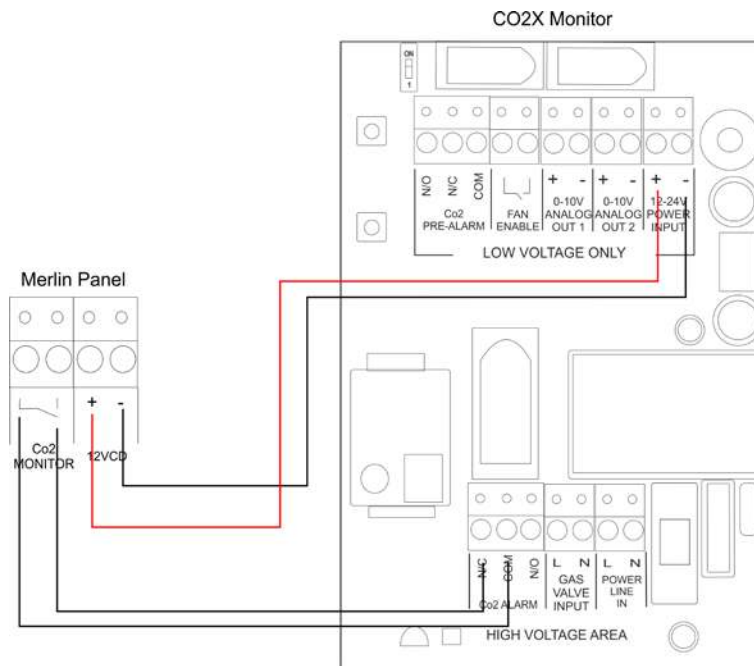 CO2X Monitor
ON
1
N/O
N/C
COM
Co2
PRE-ALARM
FAN
ENABLE
+ -
0-10V
ANALOG
OUT 1
+ -
0-10V
ANALOG
OUT 2
+ -
12-24V
POWER
INPUT
LOW VOLTAGE ONLY
Merlin Panel
Co2
MONITOR
+ -
12VCD
N/C
COM
N/O
Co2 ALARM
L N
GAS
VALVE
INPUT
L N
POWER
LINE
IN
HIGH VOLTAGE AREA